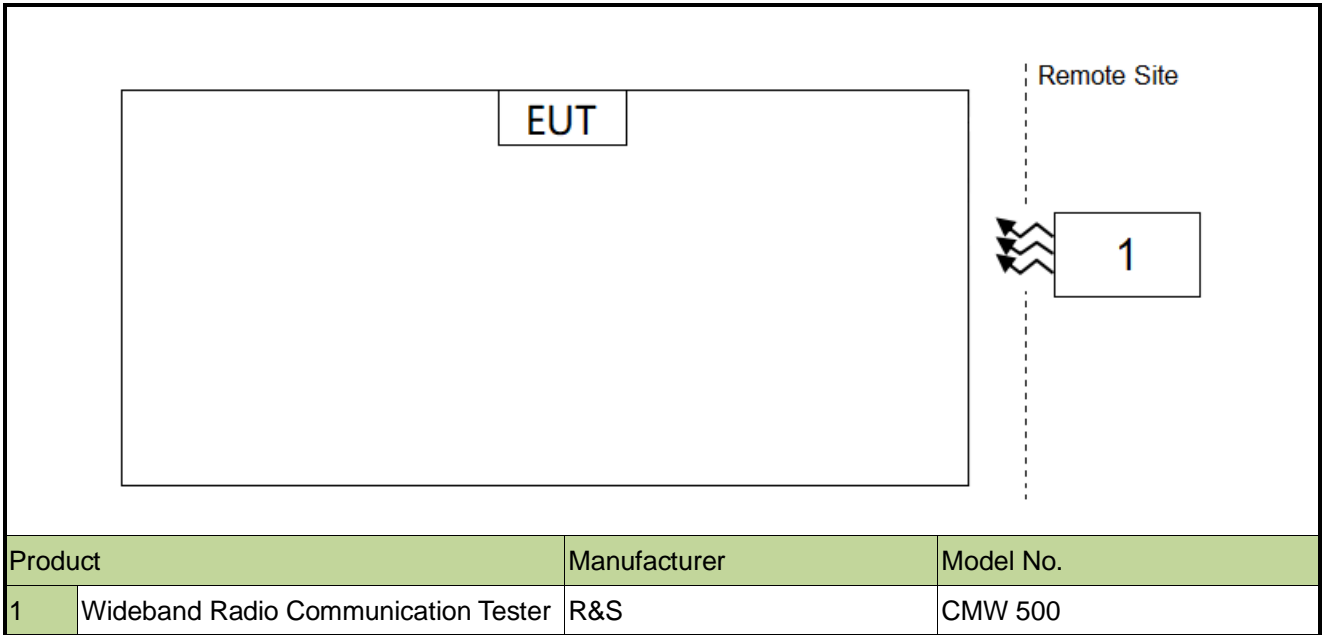 Remote Site
EUT
1
Product Manufacturer Model No.
1 Wideband Radio Communication Tester R&S CMW 500